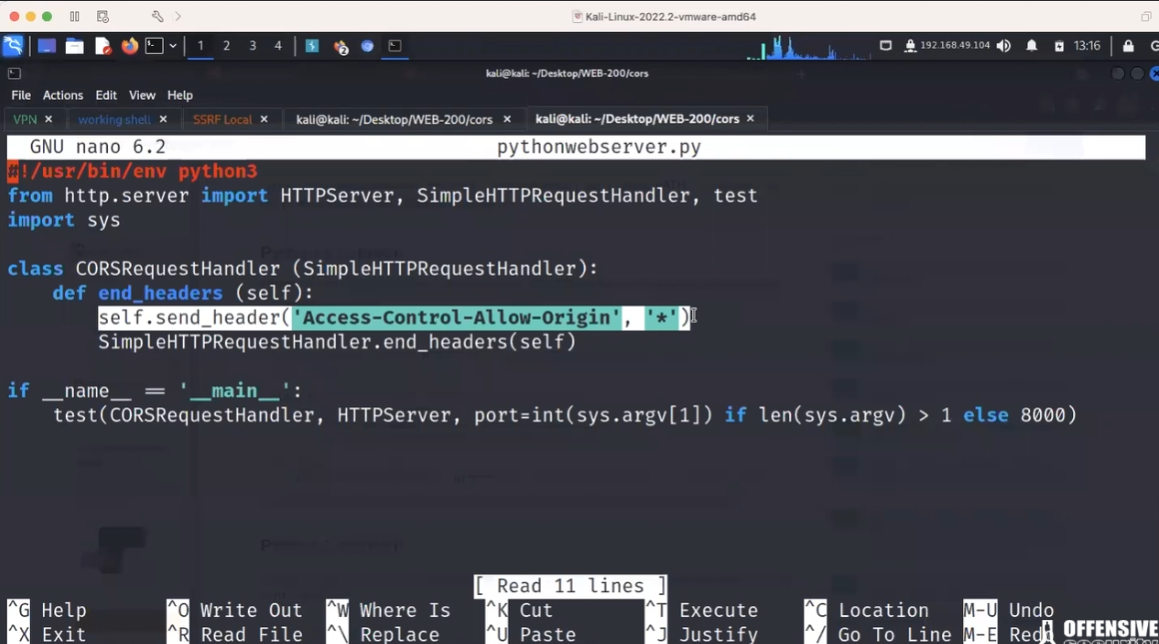 Kali-Linux-2022.2-vmware-amd64
1 2 3 4 2 192.168.49.104 13:16
kali@kali: ~/Desktop/WEB-200/cors
File Actions Edit View Help
VPN × working shell × SSRF Local × kali@kali: ~/Desktop/WEB-200/cors × kali@kali: ~/Desktop/WEB-200/cors ×
GNU nano 6.2 pythonwebserver.py
#!/usr/bin/env python3
from http.server import HTTPServer, SimpleHTTPRequestHandler, test
import sys
class CORSRequestHandler (SimpleHTTPRequestHandler):
def end_headers (self):
self.send_header('Access-Control-Allow-Origin', '*')
SimpleHTTPRequestHandler.end_headers(self)
if __name__ == '__main__':
test(CORSRequestHandler, HTTPServer, port=int(sys.argv[1]) if len(sys.argv) > 1 else 8000)
[ Read 11 lines ]
^G Help ^O Write Out ^W Where Is ^K Cut ^T Execute ^C Location M-U Undo
^X Exit ^R Read File ^\ Replace ^U Paste ^J Justify ^/ Go To Line M-E
OFFENSIVE